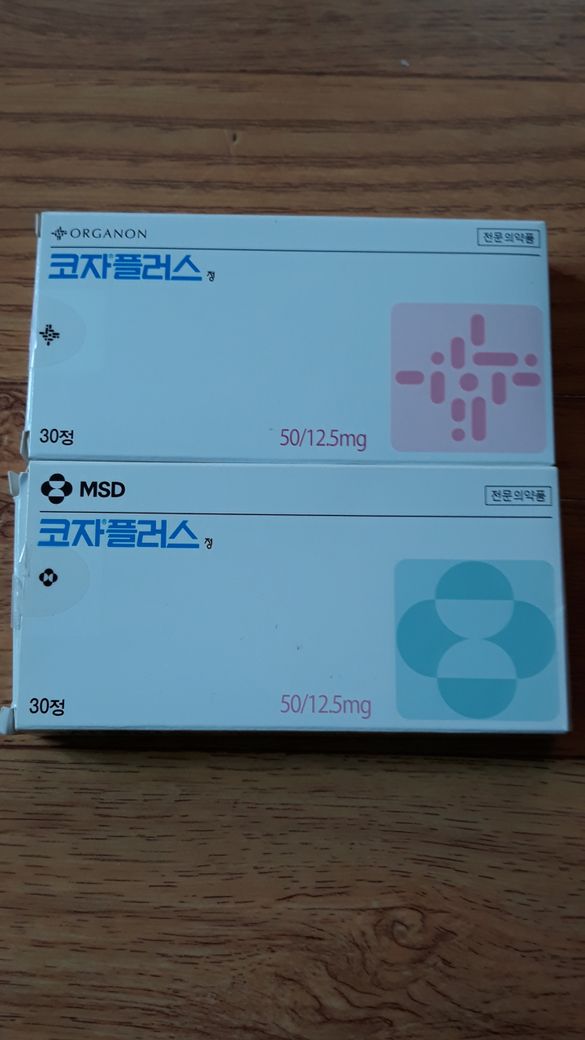 ORGANON
전문의약품
코자®플러스 정
30정
50/12.5mg
MSD
전문의약품
코자®플러스 정
30정
50/12.5mg